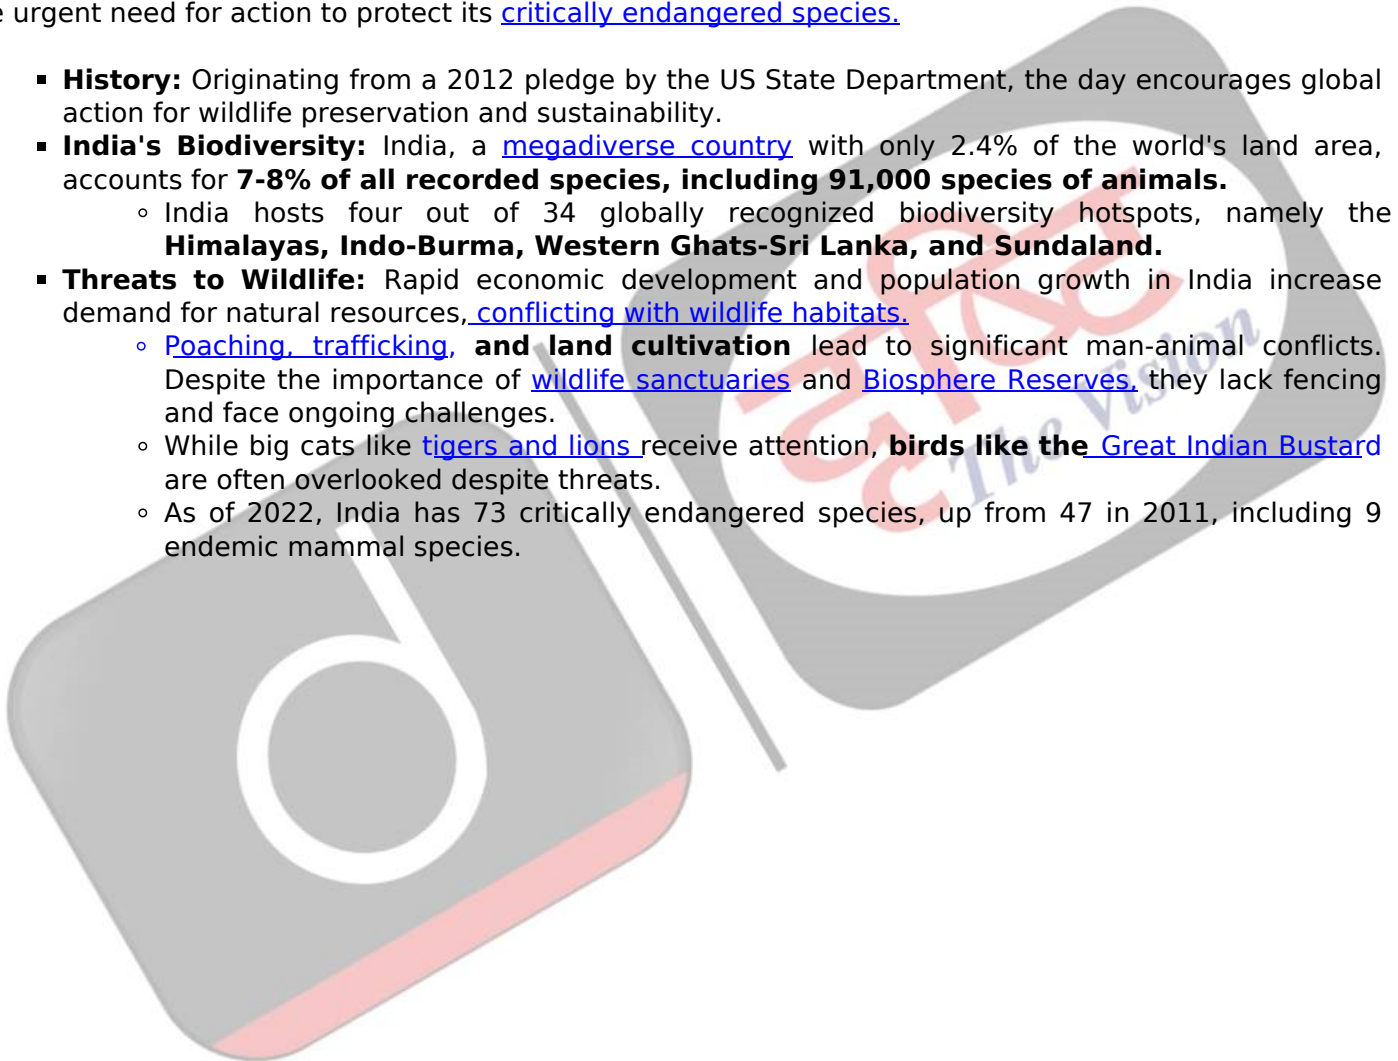 e urgent need for action to protect its critically endangered species.
History: Originating from a 2012 pledge by the US State Department, the day encourages global
action for wildlife preservation and sustainability.
India's Biodiversity: India, a megadiverse country with only 2.4% of the world's land area,
accounts for 7-8% of all recorded species, including 91,000 species of animals.
India hosts four out of 34 globally recognized biodiversity hotspots, namely the
Himalayas, Indo-Burma, Western Ghats-Sri Lanka, and Sundaland.
Threats to Wildlife: Rapid economic development and population growth in India increase
demand for natural resources, conflicting with wildlife habitats.
Poaching, trafficking, and land cultivation lead to significant man-animal conflicts.
Despite the importance of wildlife sanctuaries and Biosphere Reserves, they lack fencing
and face ongoing challenges.
While big cats like tigers and lions receive attention, birds like the Great Indian Bustard
are often overlooked despite threats.
As of 2022, India has 73 critically endangered species, up from 47 in 2011, including 9
endemic mammal species.
दृष्टि
The Vision